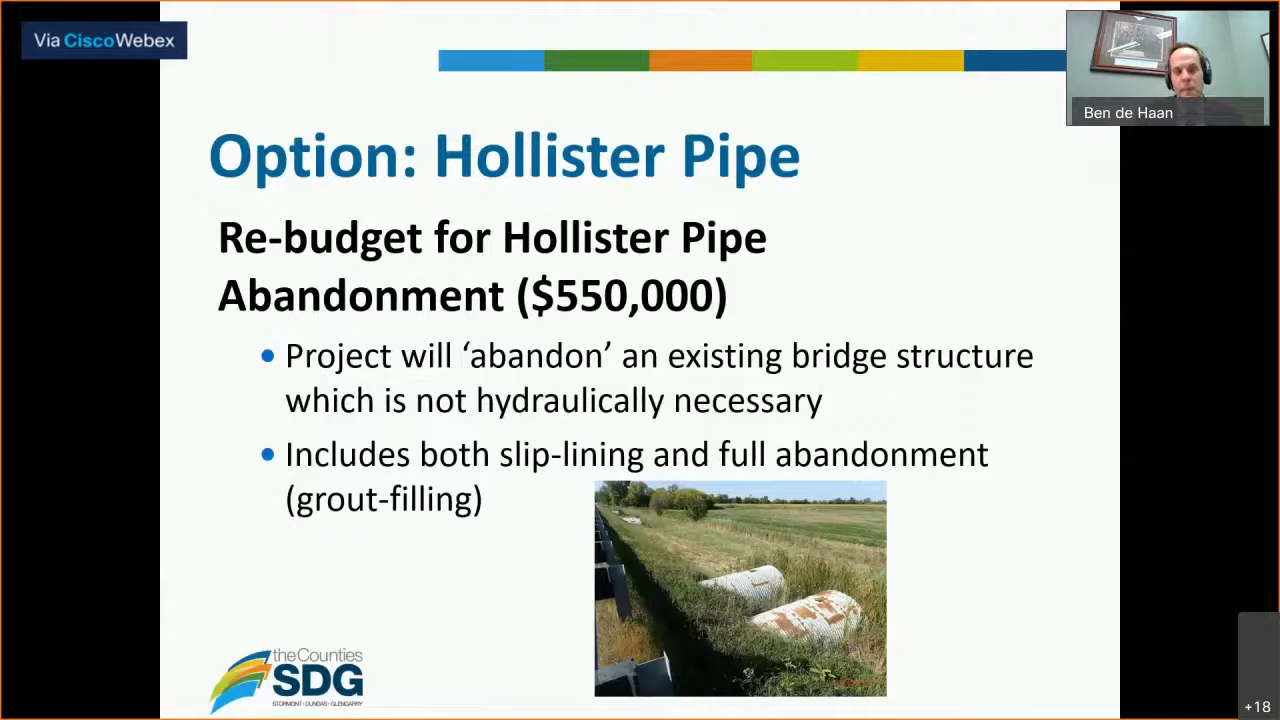 Via CiscoWebex
Ben de Haan
Option: Hollister Pipe
Re-budget for Hollister Pipe
Abandonment ($550,000)
• Project will ‘abandon’ an existing bridge structure
which is not hydraulically necessary
• Includes both slip-lining and full abandonment
(grout-filling)
the Counties
SDG
STORMONT • DUNDAS • GLENGARRY
+18